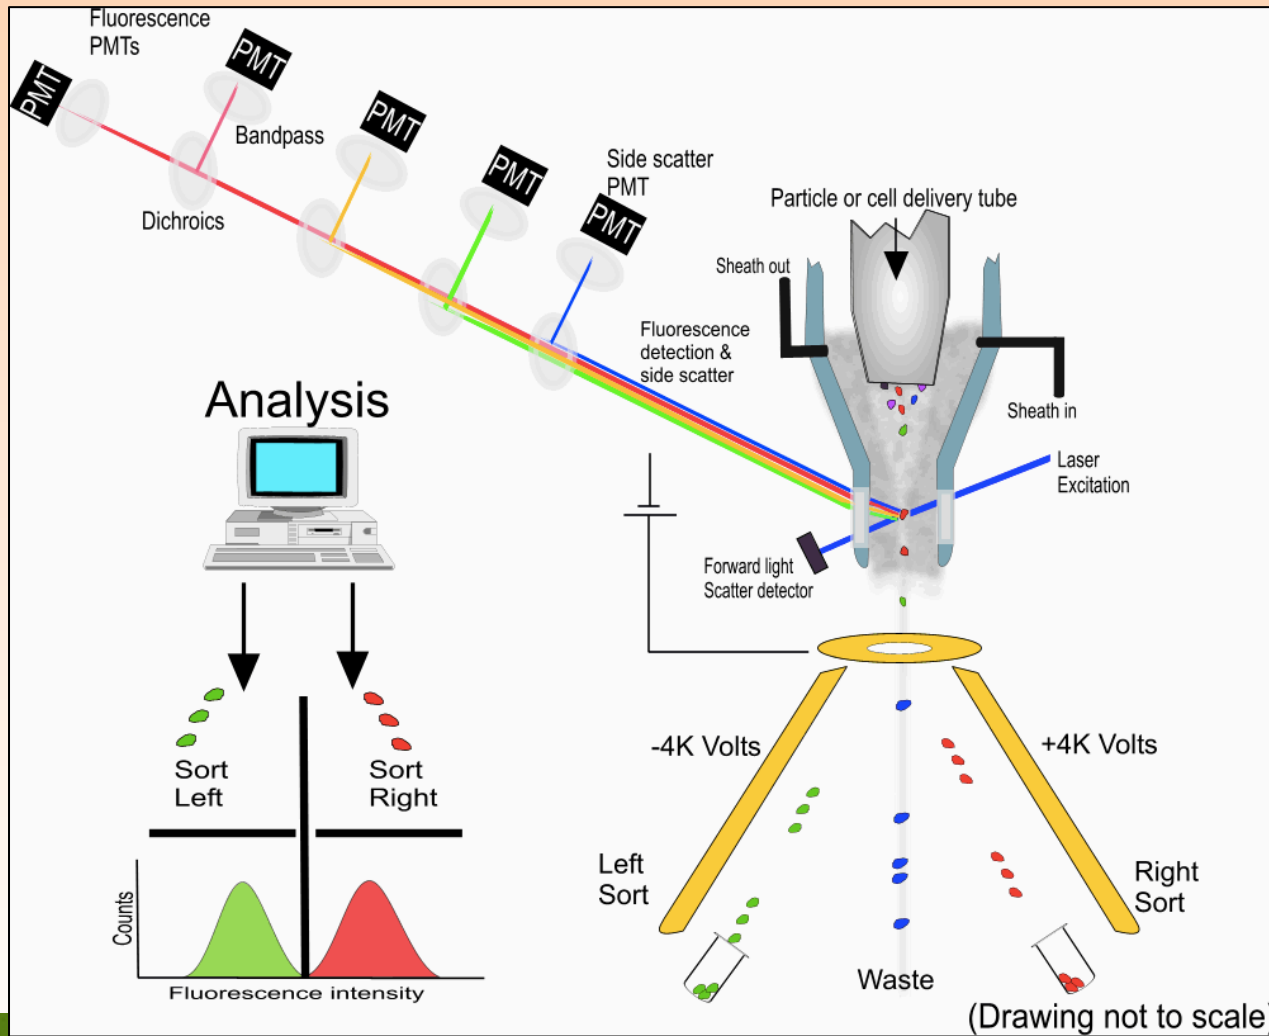 Fluorescence
PMTs
PMT
PMT
PMT
PMT
PMT
Bandpass
Dichroics
Side scatter
PMT
Particle or cell delivery tube
Sheath out
Sheath in
Fluorescence
detection &
side scatter
Laser
Excitation
Forward light
Scatter detector
Analysis
Sort
Left
Sort
Right
Counts
Fluorescence intensity
-4K Volts
+4K Volts
Left
Sort
Right
Sort
Waste
(Drawing not to scale)